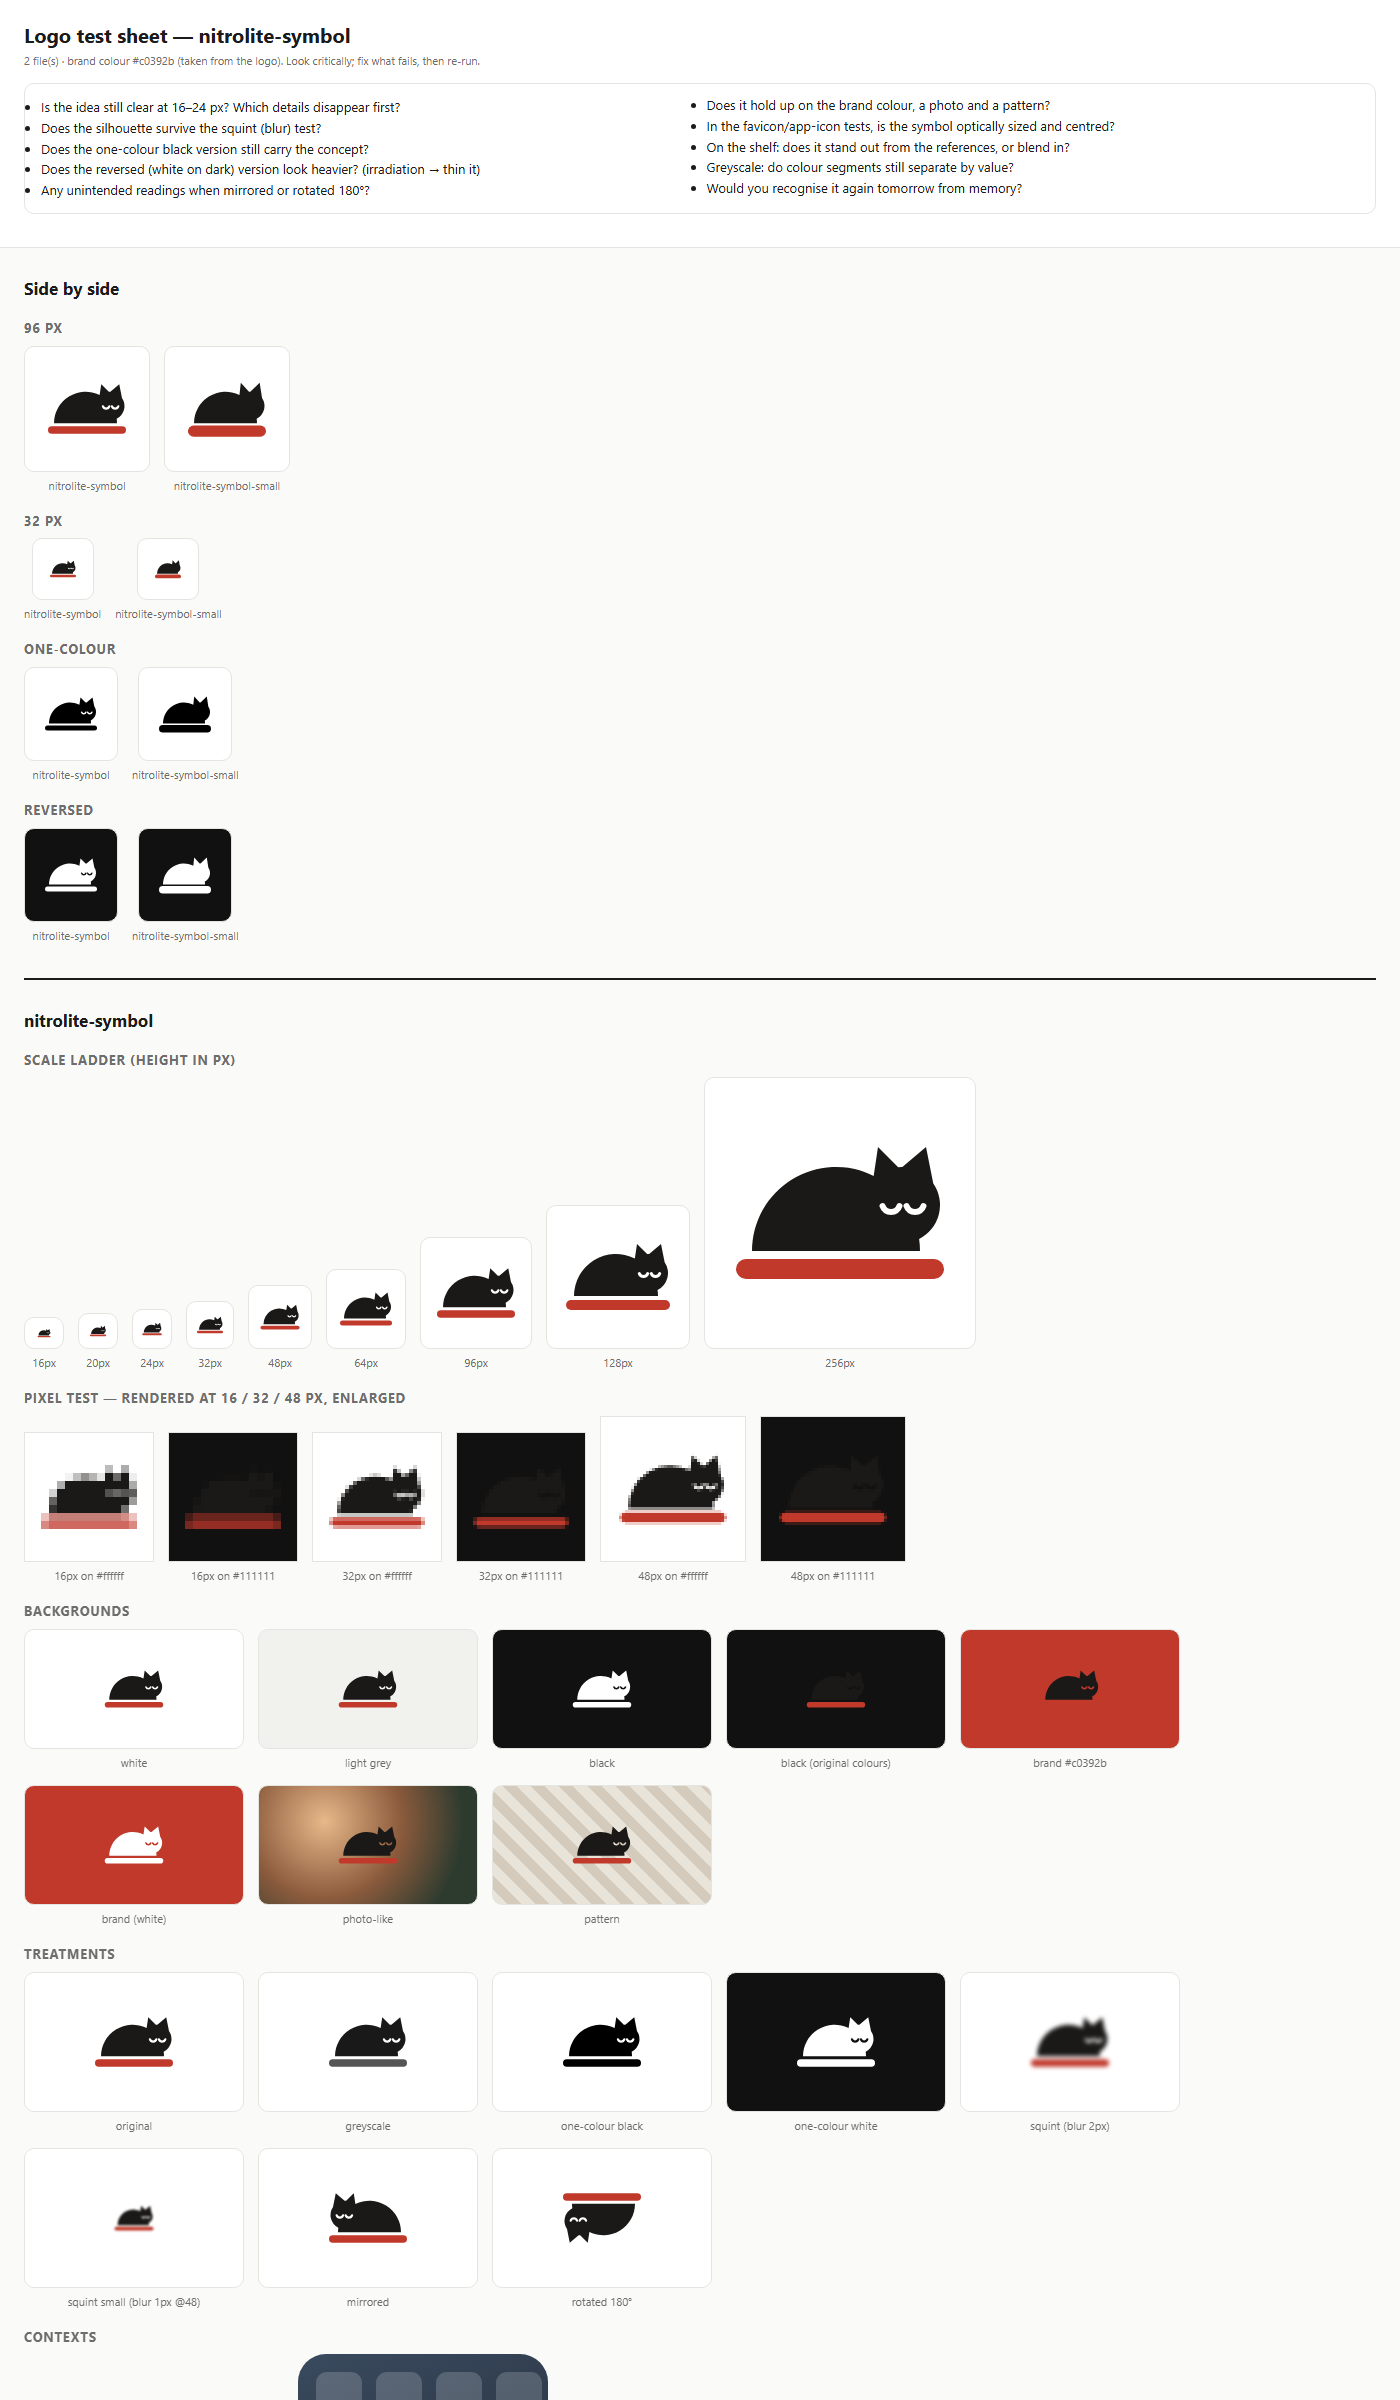 Logo test sheet — nitrolite-symbol
2 file(s) · brand colour #c0392b (taken from the logo). Look critically; fix what fails, then re-run.
Is the idea still clear at 16–24 px? Which details disappear first?
Does the silhouette survive the squint (blur) test?
Does the one-colour black version still carry the concept?
Does the reversed (white on dark) version look heavier? (irradiation → thin it)
Any unintended readings when mirrored or rotated 180°?
Does it hold up on the brand colour, a photo and a pattern?
In the favicon/app-icon tests, is the symbol optically sized and centred?
On the shelf: does it stand out from the references, or blend in?
Greyscale: do colour segments still separate by value?
Would you recognise it again tomorrow from memory?
Side by side
96 PX
nitrolite-symbol nitrolite-symbol-small
32 PX
nitrolite-symbol nitrolite-symbol-small
ONE-COLOUR
nitrolite-symbol nitrolite-symbol-small
REVERSED
nitrolite-symbol nitrolite-symbol-small
nitrolite-symbol
SCALE LADDER (HEIGHT IN PX)
16px 20px 24px 32px 48px 64px 96px 128px 256px
PIXEL TEST — RENDERED AT 16 / 32 / 48 PX, ENLARGED
16px on #ffffff 16px on #111111 32px on #ffffff 32px on #111111 48px on #ffffff 48px on #111111
BACKGROUNDS
white light grey black black (original colours) brand #c0392b
brand (white) photo-like pattern
TREATMENTS
original greyscale one-colour black one-colour white squint (blur 2px)
squint small (blur 1px @48) mirrored rotated 180°
CONTEXTS